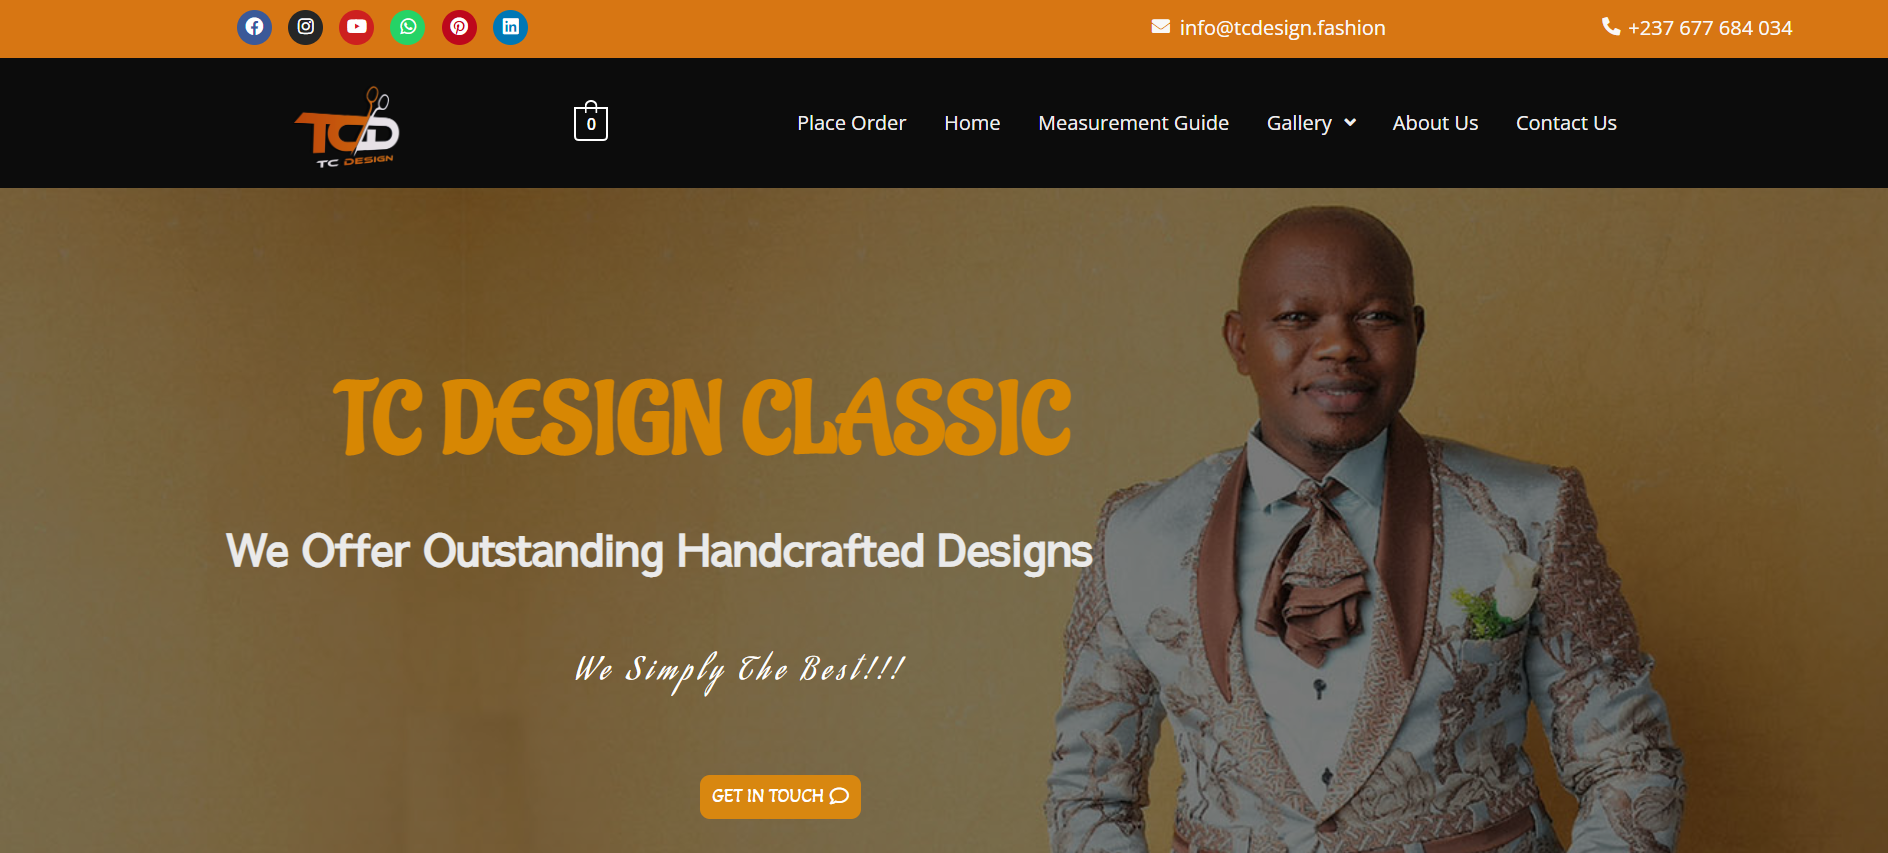 info@tcdesign.fashion
+237 677 684 034
TCD
TC DESIGN
0
Place Order
Home
Measurement Guide
Gallery
About Us
Contact Us
TC DESIGN CLASSIC
We Offer Outstanding Handcrafted Designs
We Simply The Best!!!
GET IN TOUCH